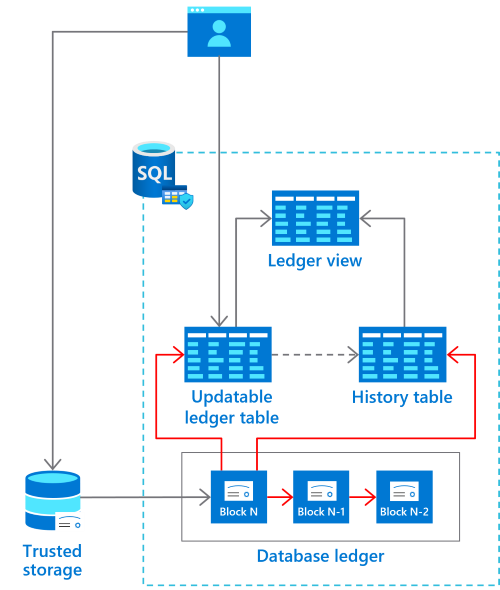 SQL
Ledger view
Updatable
ledger table
History table
Block N
Block N-1
Block N-2
Database ledger
Trusted
storage